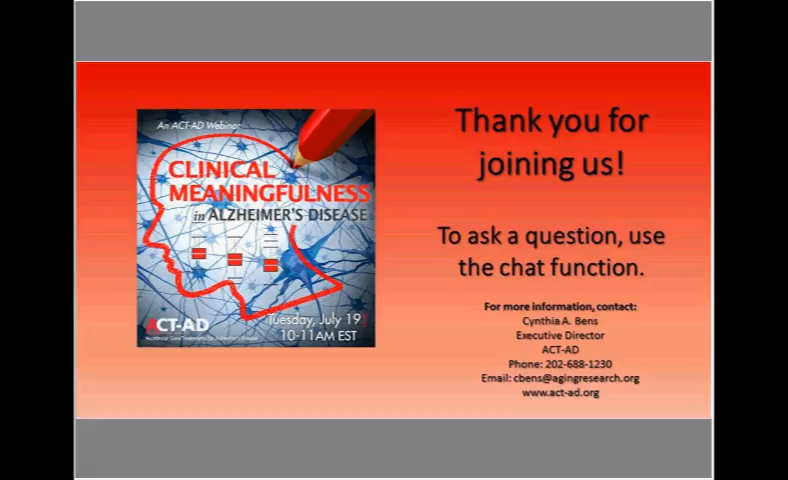 An ACT-AD Webinar
CLINICAL
MEANINGFULNESS
in ALZHEIMER'S DISEASE
ACT-AD
Tuesday, July 19
10-11AM EST
Thank you for
joining us!
To ask a question, use
the chat function.
For more information, contact:
Cynthia A. Bens
Executive Director
ACT-AD
Phone: 202-688-1230
Email: cbens@agingresearch.org
www.act-ad.org